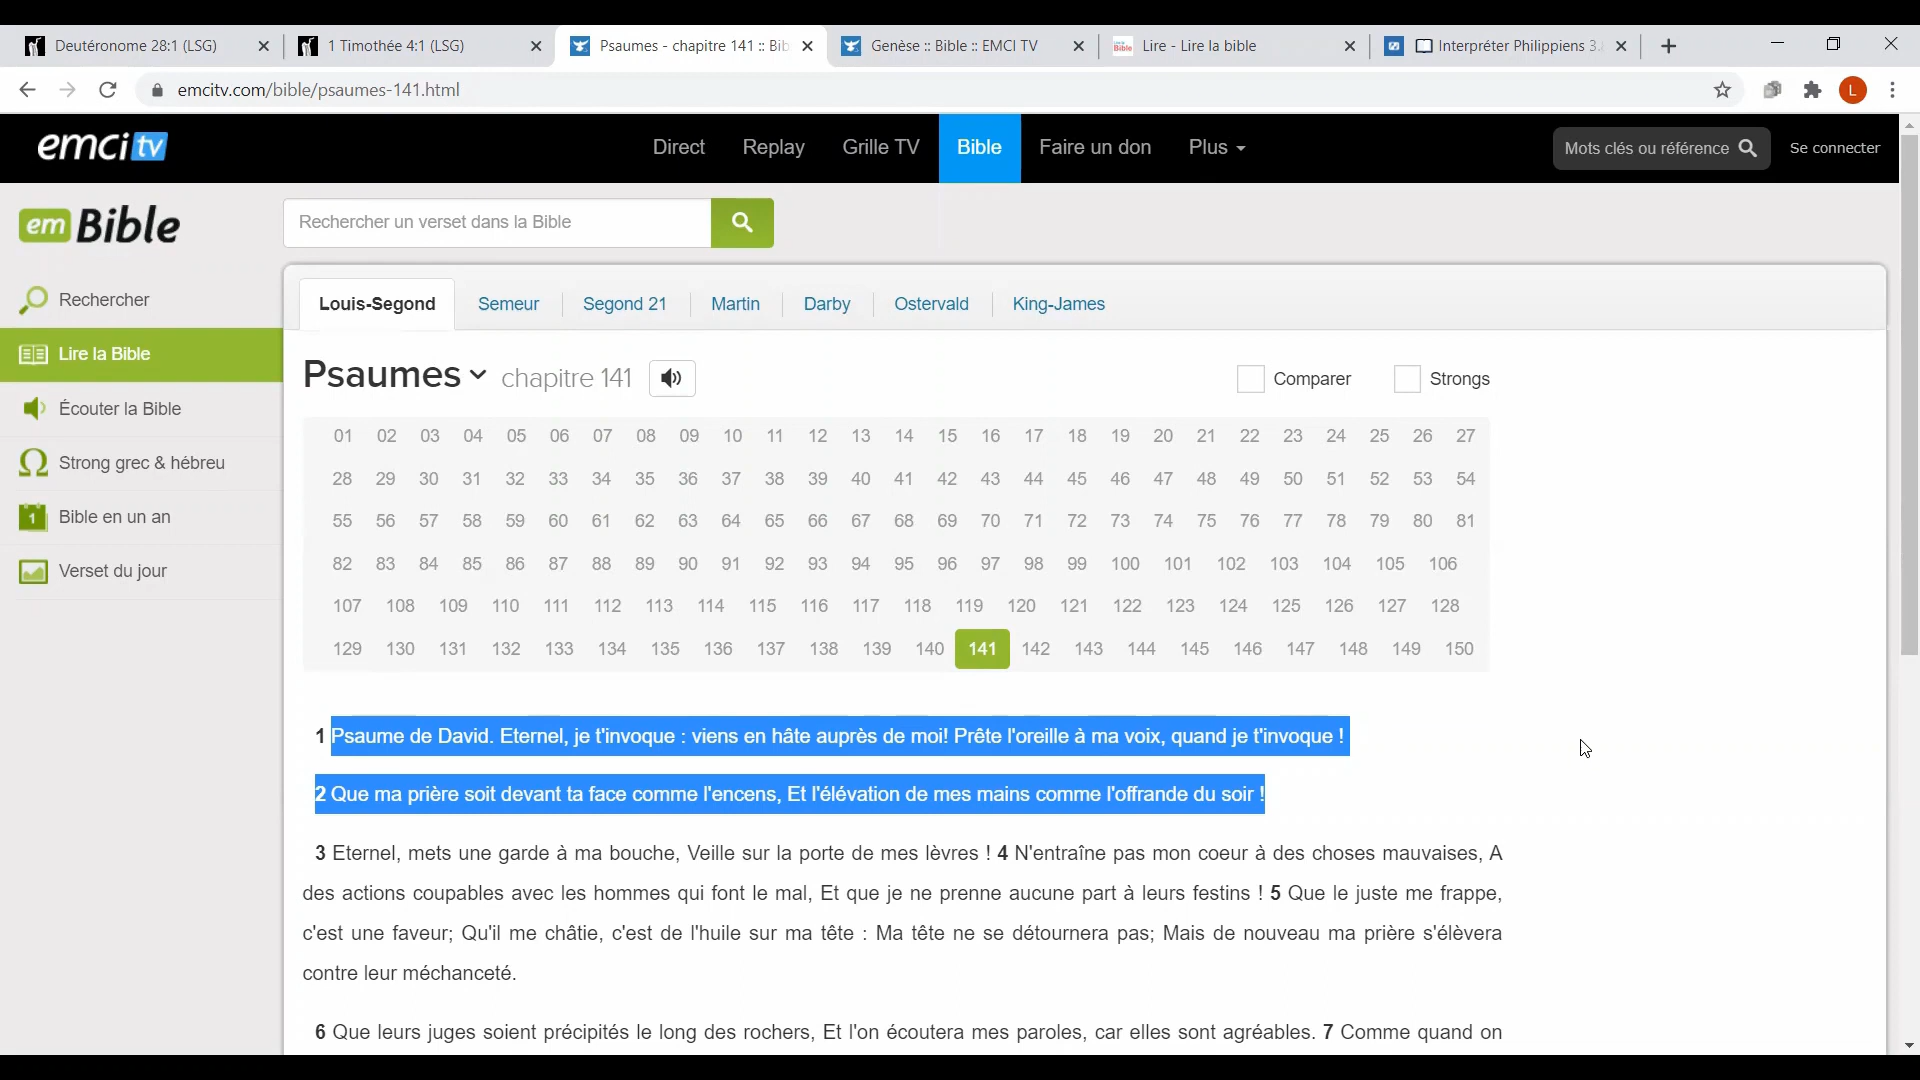 Deutéronome 28:1 (LSG)
1 Timothée 4:1 (LSG)
Psaumes - chapitre 141 :: Bib
Genèse :: Bible :: EMCI TV
Lire - Lire la bible
Interpréter Philippiens 3.
emcitv.com/bible/psaumes-141.html
L
emci tv
Direct Replay Grille TV Bible Faire un don Plus
Mots clés ou référence
Se connecter
em Bible
Rechercher un verset dans la Bible
Rechercher
Lire la Bible
Écouter la Bible
Strong grec & hébreu
1 Bible en un an
Verset du jour
Louis-Segond Semeur Segond 21 Martin Darby Ostervald King-James
Psaumes chapitre 141
Comparer Strongs
01 02 03 04 05 06 07 08 09 10 11 12 13 14 15 16 17 18 19 20 21 22 23 24 25 26 27
28 29 30 31 32 33 34 35 36 37 38 39 40 41 42 43 44 45 46 47 48 49 50 51 52 53 54
55 56 57 58 59 60 61 62 63 64 65 66 67 68 69 70 71 72 73 74 75 76 77 78 79 80 81
82 83 84 85 86 87 88 89 90 91 92 93 94 95 96 97 98 99 100 101 102 103 104 105 106
107 108 109 110 111 112 113 114 115 116 117 118 119 120 121 122 123 124 125 126 127 128
129 130 131 132 133 134 135 136 137 138 139 140 141 142 143 144 145 146 147 148 149 150
1 Psaume de David. Eternel, je t'invoque : viens en hâte auprès de moi! Prête l'oreille à ma voix, quand je t'invoque !
2 Que ma prière soit devant ta face comme l'encens, Et l'élévation de mes mains comme l'offrande du soir !
3 Eternel, mets une garde à ma bouche, Veille sur la porte de mes lèvres ! 4 N'entraîne pas mon coeur à des choses mauvaises, A
des actions coupables avec les hommes qui font le mal, Et que je ne prenne aucune part à leurs festins ! 5 Que le juste me frappe,
c'est une faveur; Qu'il me châtie, c'est de l'huile sur ma tête : Ma tête ne se détournera pas; Mais de nouveau ma prière s'élèvera
contre leur méchanceté.
6 Que leurs juges soient précipités le long des rochers, Et l'on écoutera mes paroles, car elles sont agréables. 7 Comme quand on